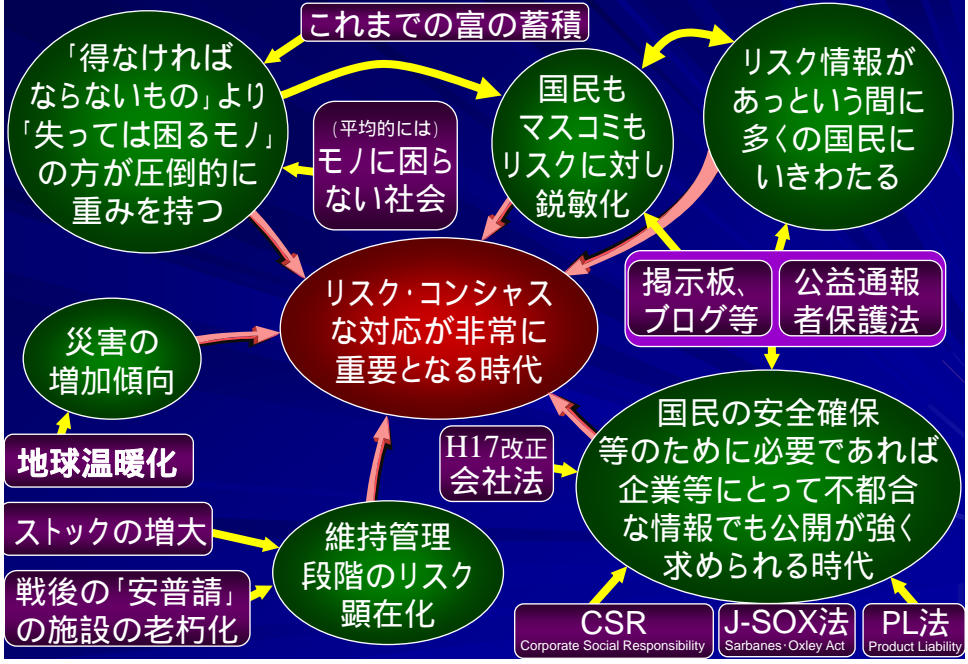 これまでの富の蓄積
「得なければ
ならないもの」より
「失っては困るモノ」
の方が圧倒的に
重みを持つ
(平均的には)
モノに困ら
ない社会
国民も
マスコミも
リスクに対し
鋭敏化
リスク情報が
あっという間に
多くの国民に
いきわたる
リスク・コンシャス
な対応が非常に
重要となる時代
掲示板、
ブログ等
公益通報
者保護法
災害の
増加傾向
地球温暖化
H17改正
会社法
国民の安全確保
等のために必要であれば
企業等にとって不都合
な情報でも公開が強く
求められる時代
ストックの増大
戦後の「安普請」
の施設の老朽化
維持管理
段階のリスク
顕在化
CSR
Corporate Social Responsibility
J-SOX法
Sarbanes・Oxley Act
PL法
Product Liability